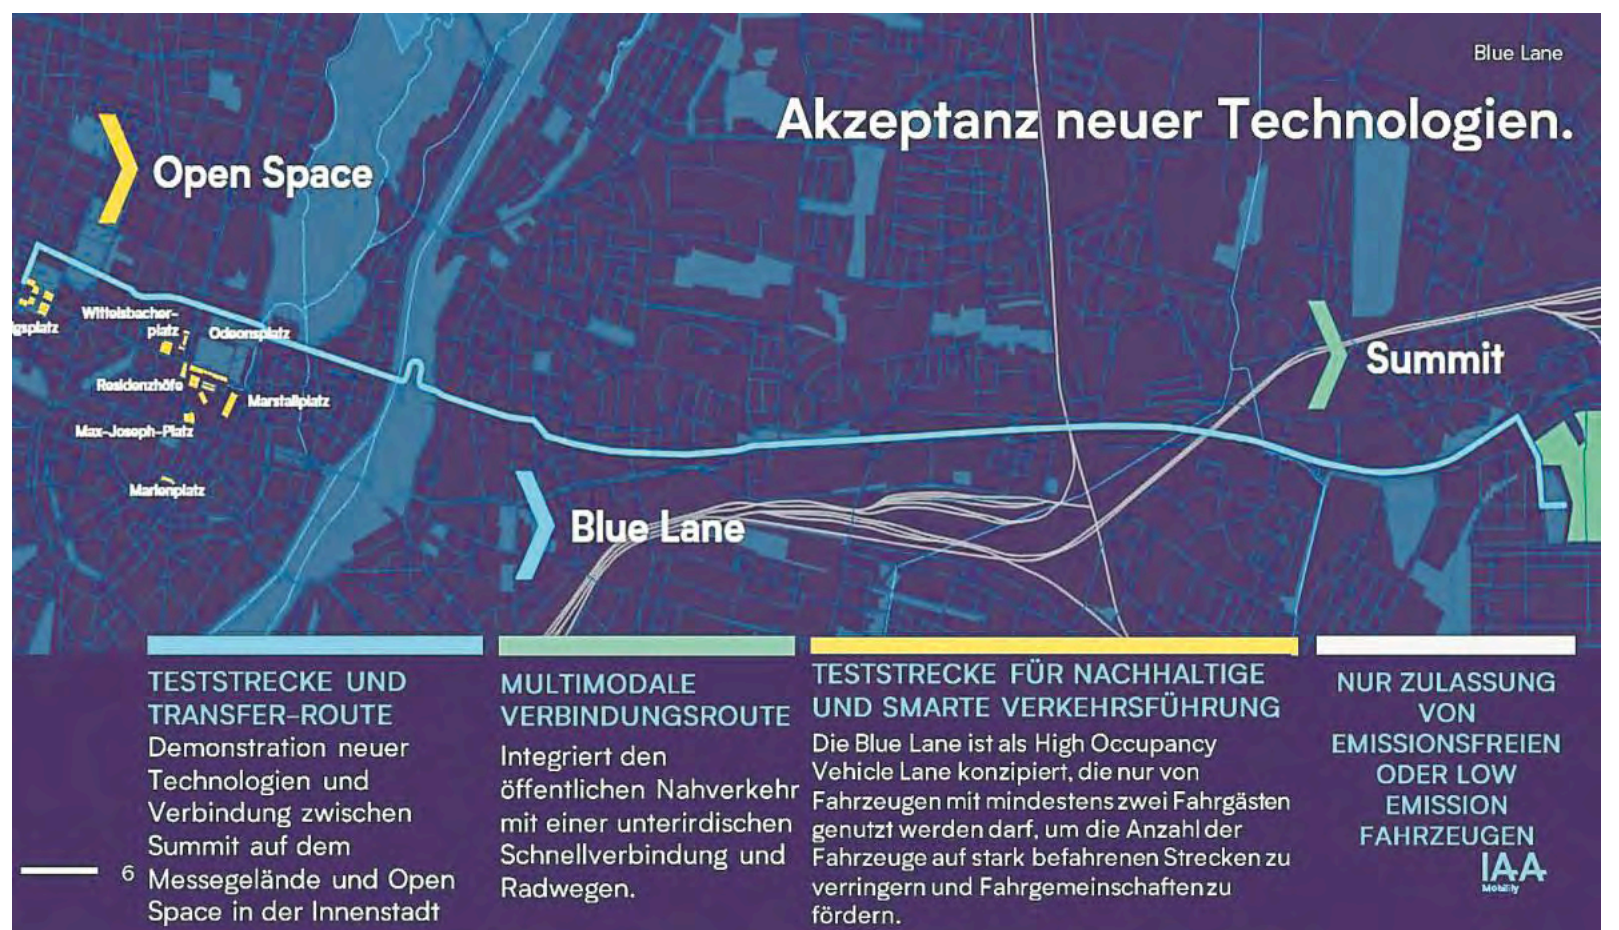 Blue Lane
Akzeptanz neuer Technologien.
Open Space
Wittelsbacher-
platz
Odeonsplatz
gsplatz
Residenzhöfe
Marstallplatz
Max-Joseph-Platz
Marienplatz
Summit
Blue Lane
TESTSTRECKE UND
TRANSFER-ROUTE
Demonstration neuer
Technologien und
Verbindung zwischen
Summit auf dem
Messegelände und Open
Space in der Innenstadt
MULTIMODALE
VERBINDUNGSROUTE
Integriert den
öffentlichen Nahverkehr
mit einer unterirdischen
Schnellverbindung und
Radwegen.
TESTSTRECKE FÜR NACHHALTIGE
UND SMARTE VERKEHRSFÜHRUNG
Die Blue Lane ist als High Occupancy
Vehicle Lane konzipiert, die nur von
Fahrzeugen mit mindestens zwei Fahrgästen
genutzt werden darf, um die Anzahl der
Fahrzeuge auf stark befahrenen Strecken zu
verringern und Fahrgemeinschaften zu
fördern.
NUR ZULASSUNG
VON
EMISSIONSFREIEN
ODER LOW
EMISSION
FAHRZEUGEN
6
IAA
Mobility